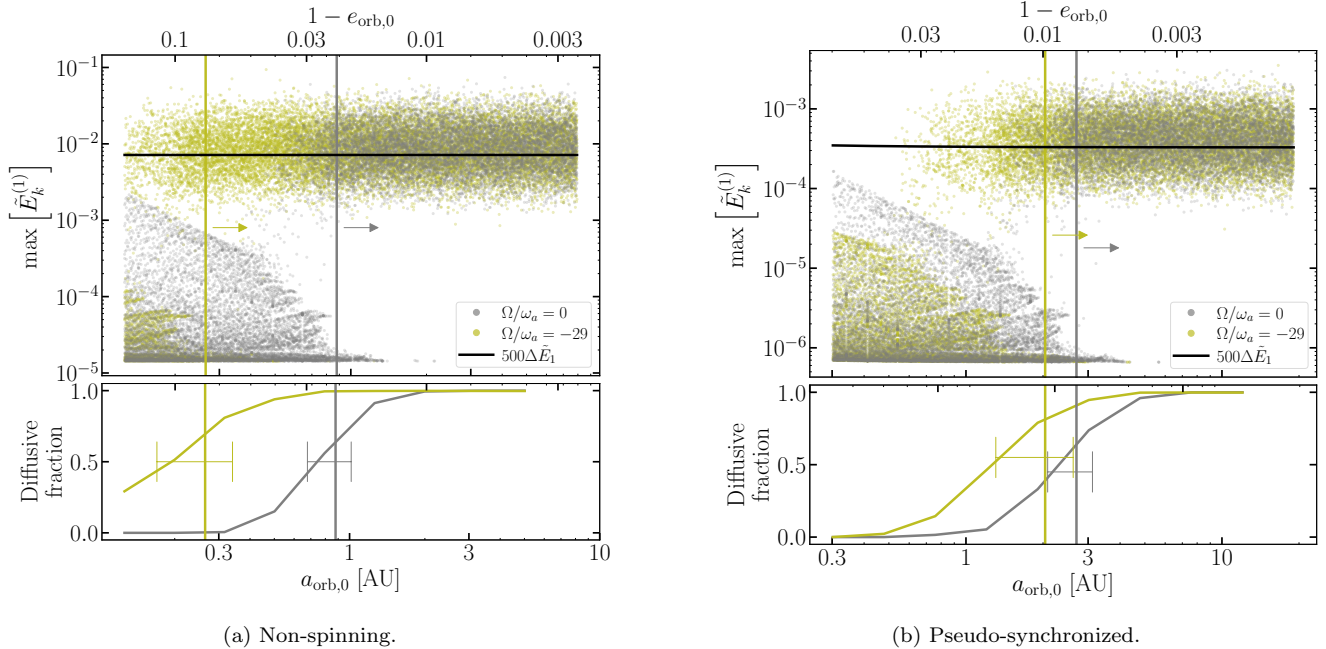 1 − e_orb,0
0.1 0.03 0.01 0.003
max [Ẽ_k^(1)]
10^−1
10^−2
10^−3
10^−4
10^−5
Ω/ω_a = 0
Ω/ω_a = −29
500ΔẼ_1
Diffusive
fraction
1.0
0.5
0.0
0.3 1 3 10
a_orb,0 [AU]
(a) Non-spinning.
1 − e_orb,0
0.03 0.01 0.003
max [Ẽ_k^(1)]
10^−3
10^−4
10^−5
10^−6
Ω/ω_a = 0
Ω/ω_a = −29
500ΔẼ_1
Diffusive
fraction
1.0
0.5
0.0
0.3 1 3 10
a_orb,0 [AU]
(b) Pseudo-synchronized.